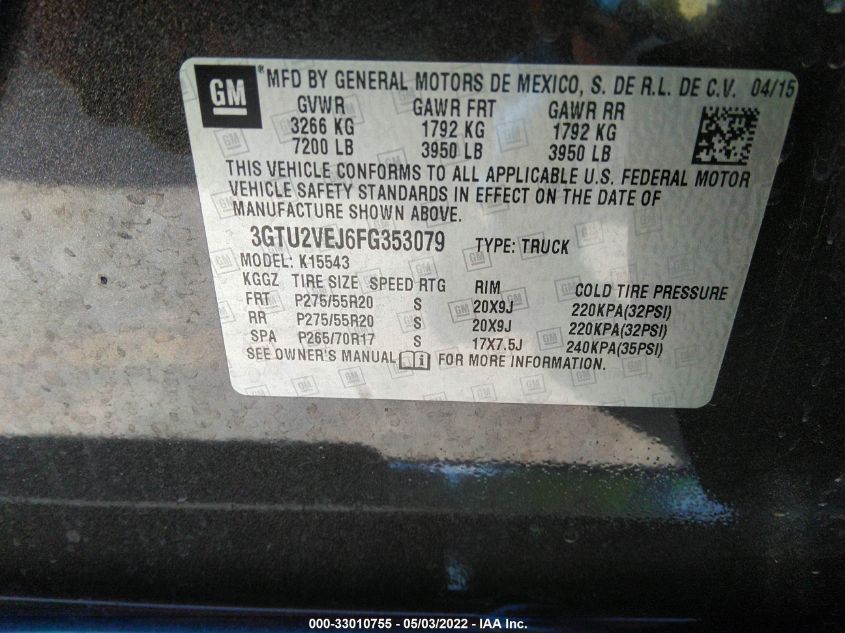 GM ® MFD BY GENERAL MOTORS DE MEXICO, S. DE R.L. DE C.V. 04/15
GVWR GAWR FRT GAWR RR
3266 KG 1792 KG 1792 KG
7200 LB 3950 LB 3950 LB
THIS VEHICLE CONFORMS TO ALL APPLICABLE U.S. FEDERAL MOTOR
VEHICLE SAFETY STANDARDS IN EFFECT ON THE DATE OF
MANUFACTURE SHOWN ABOVE.
3GTU2VEJ6FG353079 TYPE: TRUCK
MODEL: K15543
KGGZ TIRE SIZE SPEED RTG RIM COLD TIRE PRESSURE
FRT P275/55R20 S 20X9J 220KPA(32PSI)
RR P275/55R20 S 20X9J 220KPA(32PSI)
SPA P265/70R17 S 17X7.5J 240KPA(35PSI)
SEE OWNER'S MANUAL FOR MORE INFORMATION.
000-33010755 - 05/03/2022 - IAA Inc.